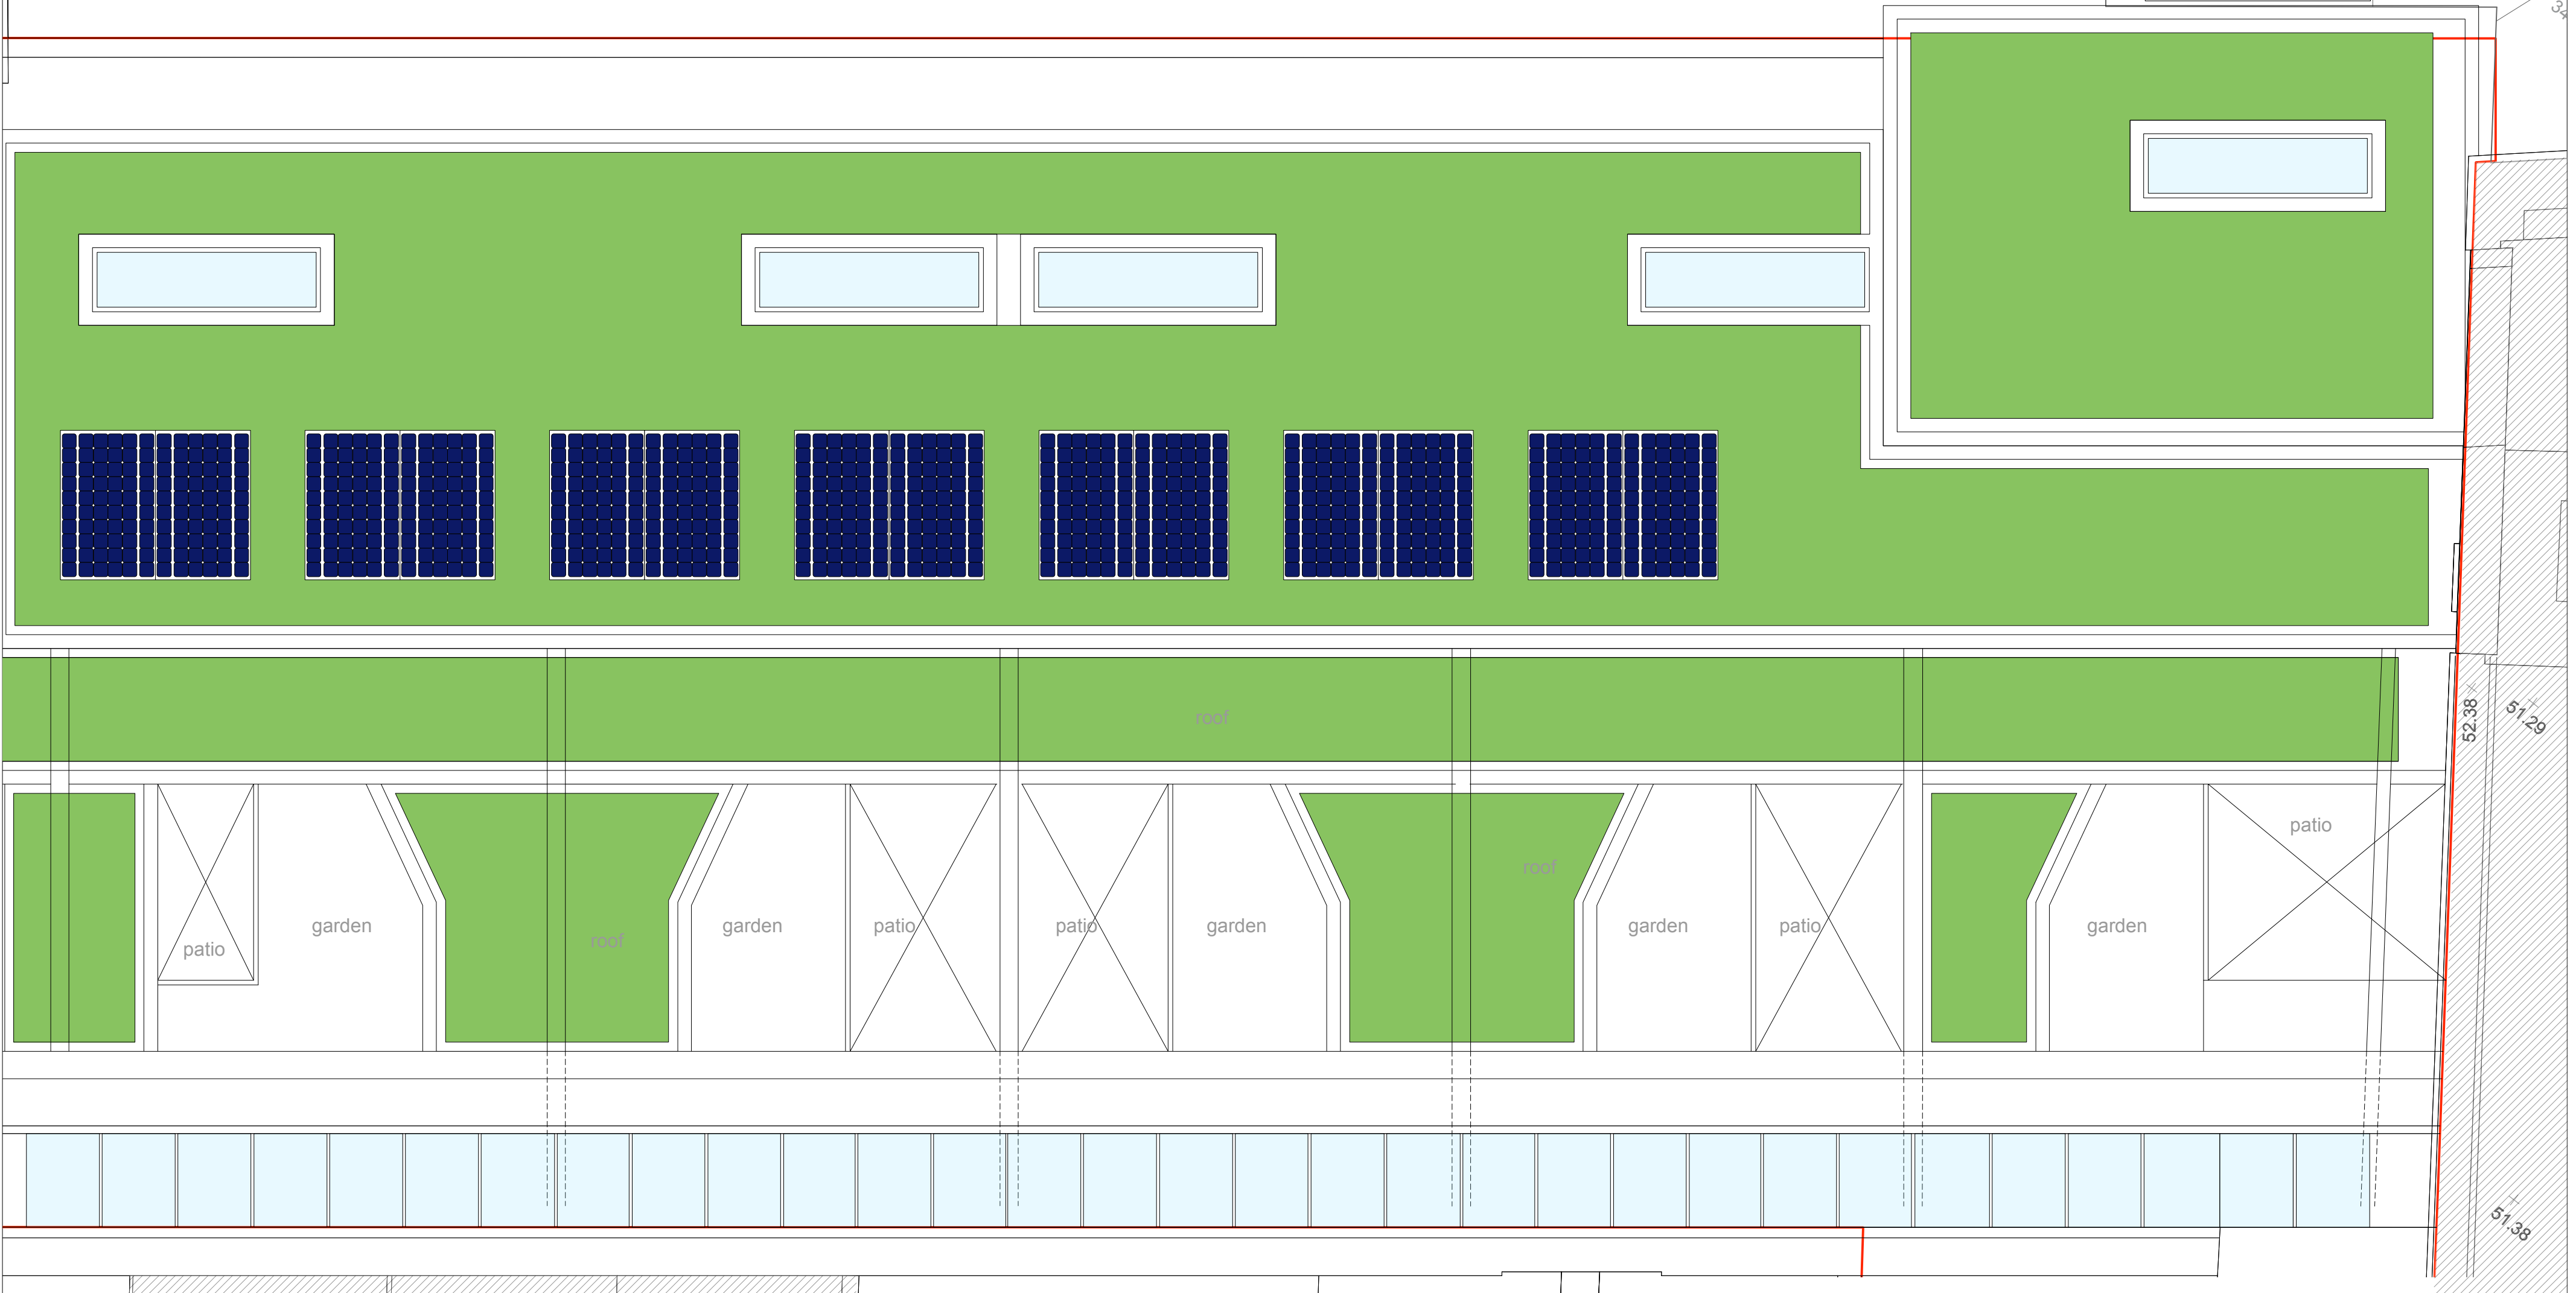 roof
52.38
51.29
patio
roof
garden
garden
patio
patio
garden
garden
patio
garden
roof
patio
51.38